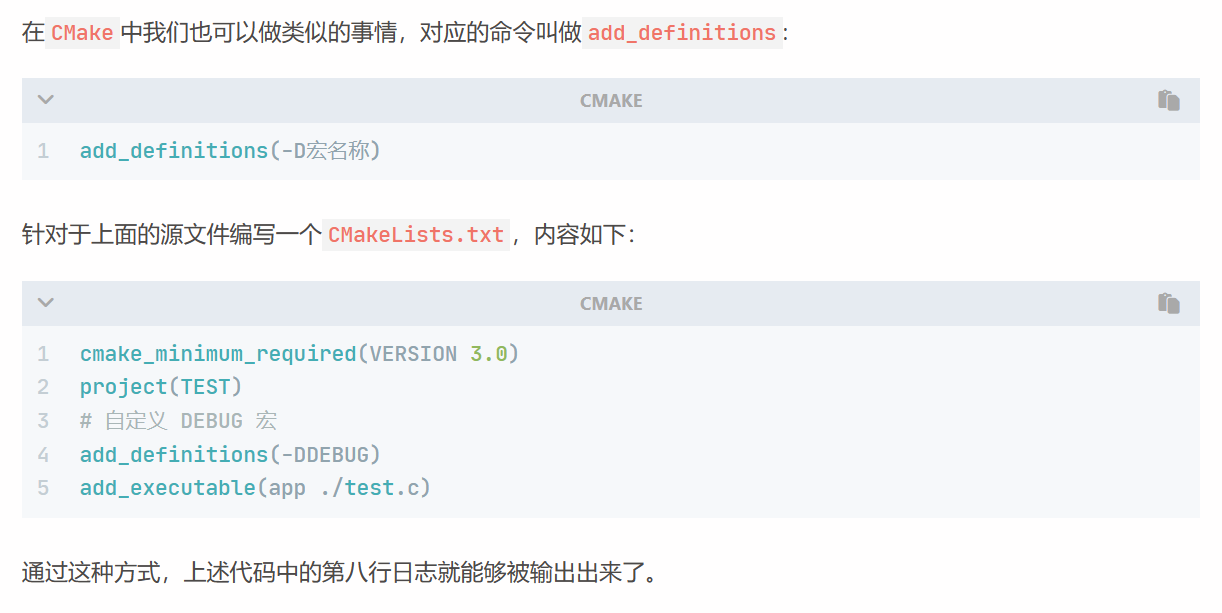 在 CMake 中我们也可以做类似的事情，对应的命令叫做 add_definitions：
CMAKE
1 add_definitions(-D宏名称)
针对于上面的源文件编写一个 CMakeLists.txt，内容如下：
CMAKE
1 cmake_minimum_required(VERSION 3.0)
2 project(TEST)
3 # 自定义 DEBUG 宏
4 add_definitions(-DDEBUG)
5 add_executable(app ./test.c)
通过这种方式，上述代码中的第八行日志就能够被输出出来了。